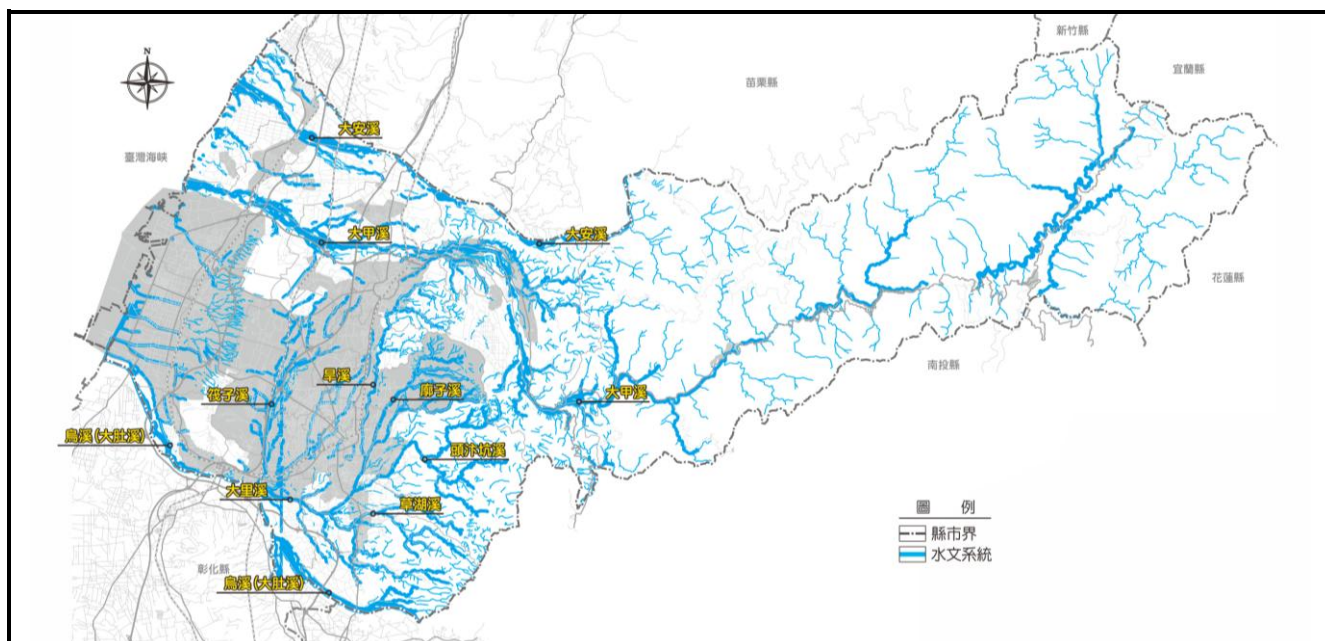 新竹縣
N
苗栗縣
宜蘭縣
大安溪
臺灣海峽
大甲溪
大安溪
花蓮縣
南投縣
旱溪
廍子溪
筏子溪
大甲溪
烏溪(大肚溪)
頭汴坑溪
大里溪
草湖溪
圖 例
縣市界
水文系統
彰化縣
烏溪(大肚溪)